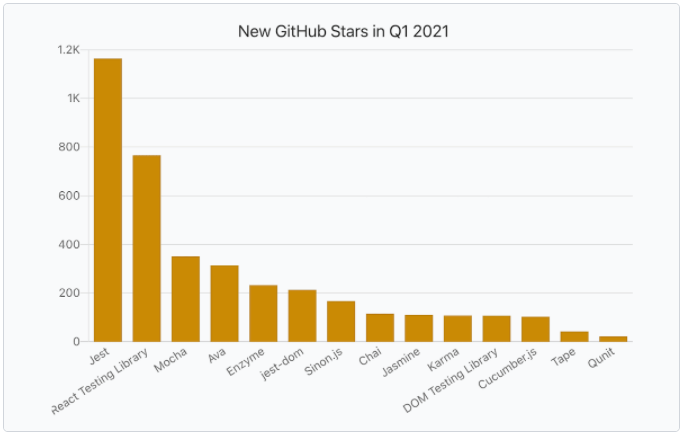 New GitHub Stars in Q1 2021
1.2K
1K
800
600
400
200
0
Jest
React Testing Library
Mocha
Ava
Enzyme
jest-dom
Sinon.js
Chai
Jasmine
Karma
DOM Testing Library
Cucumber.js
Tape
Qunit